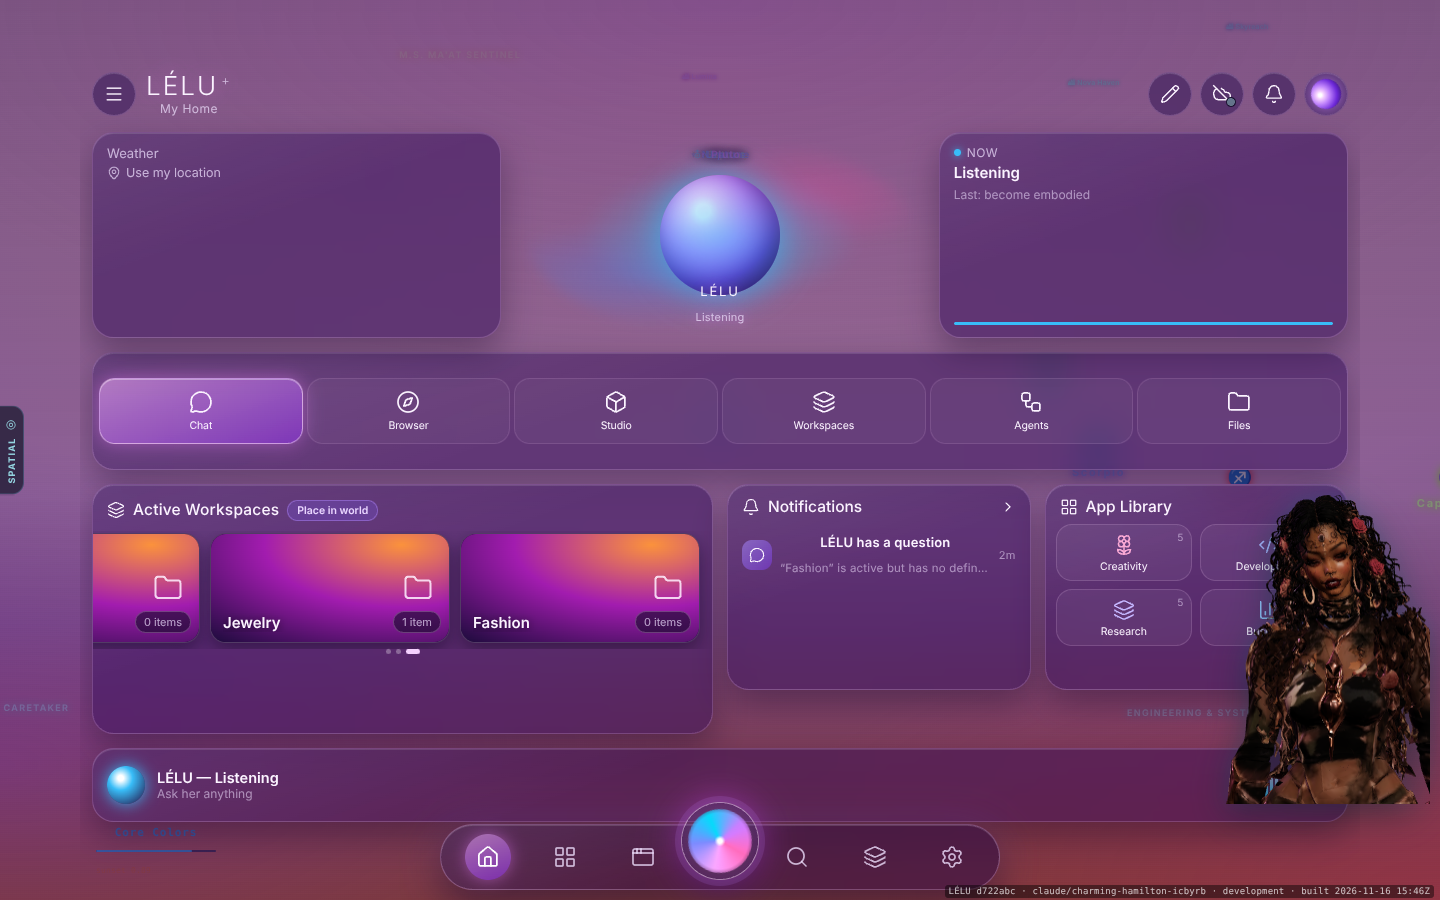 LÉLU +
My Home
Weather
Use my location
LÉLU
Listening
NOW
Listening
Last: become embodied
Chat
Browser
Studio
Workspaces
Agents
Files
SPATIAL
Active Workspaces
Place in world
0 items
Jewelry
1 item
Fashion
0 items
Notifications
LÉLU has a question
"Fashion" is active but has no defin...
2m
App Library
Creativity
5
Develop
Research
5
Cap
CARETAKER
ENGINEERING & SYST
LÉLU — Listening
Ask her anything
LÉLU d722abc · claude/charming-hamilton-icbyrb · development · built 2026-11-16 15:46Z